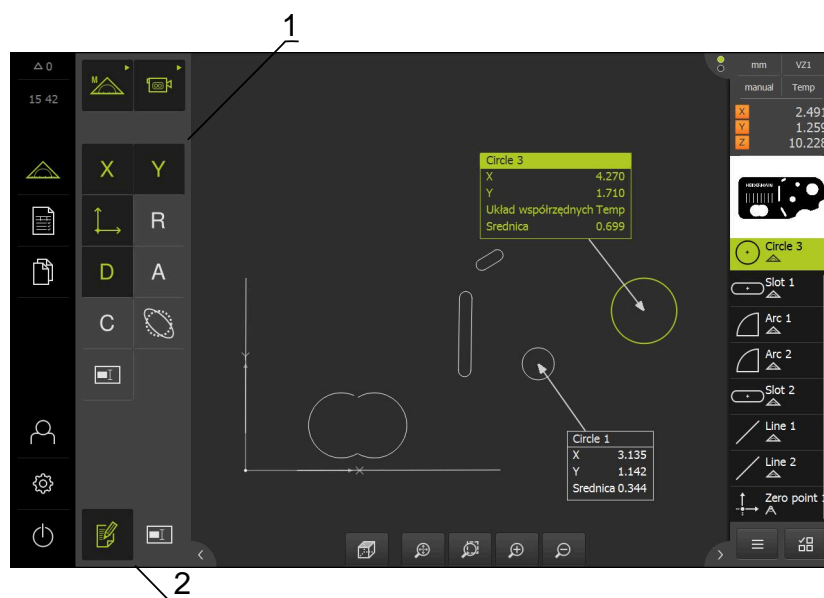 1
0
15 42
M
X Y
R
D A
C
2
Circle 3
X 4.270
Y 1.710
Układ współrzędnych Temp
Srednica 0.699
Circle 1
X 3.135
Y 1.142
Srednica 0.344
X
Y
mm VZ1
manual Temp
X 2.491
Y 1.259
Z 10.228
HEIDENHAIN
Circle 3
Slot 1
Arc 1
Arc 2
Slot 2
Line 1
Line 2
Zero point 1